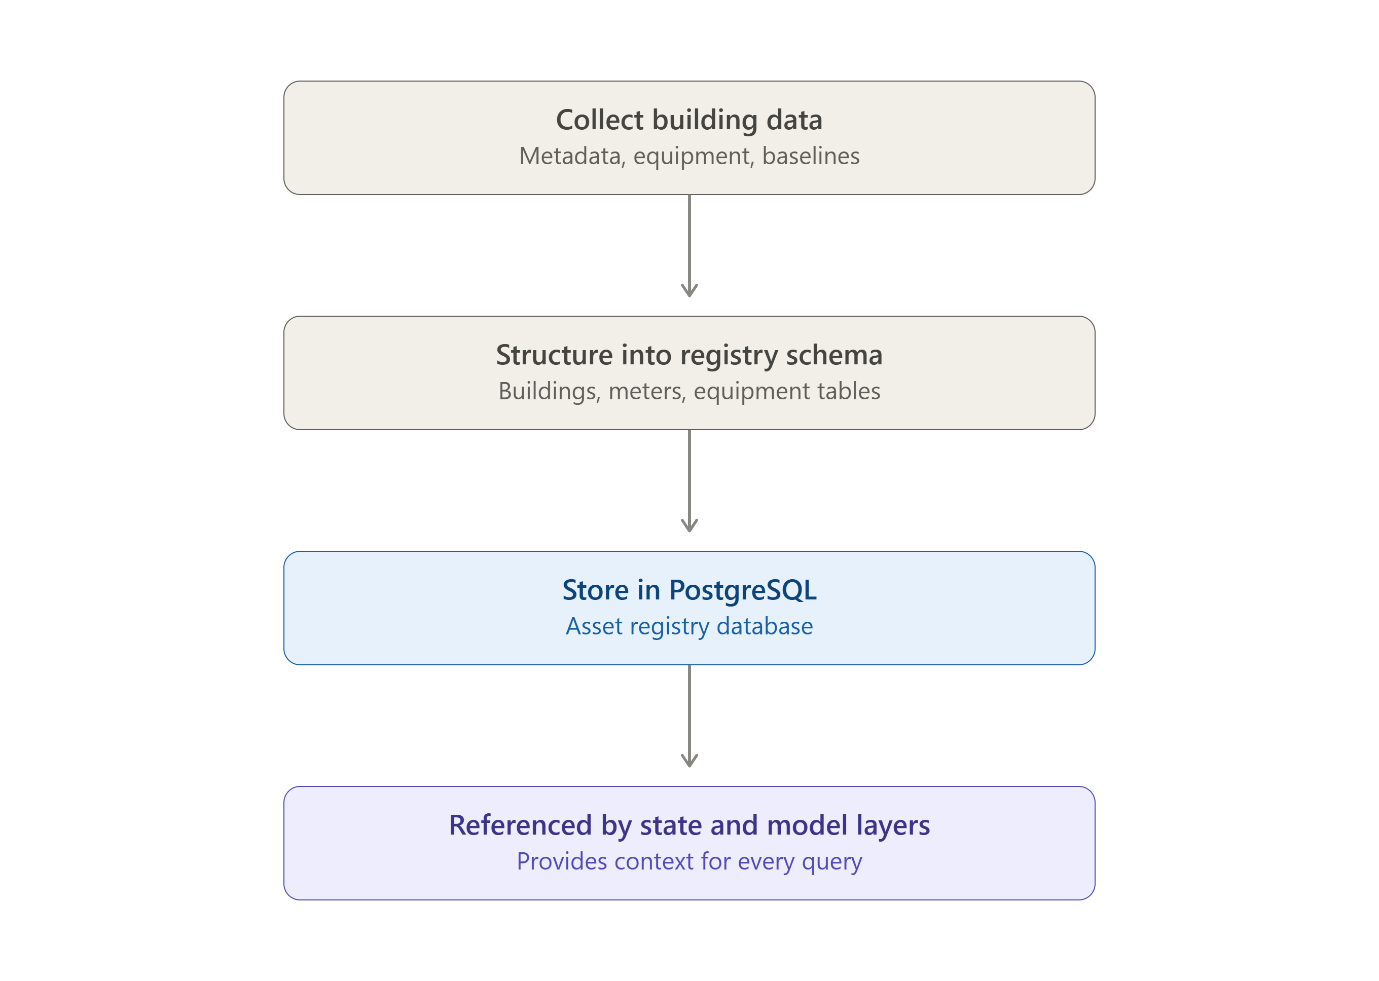 Collect building data
Metadata, equipment, baselines
Structure into registry schema
Buildings, meters, equipment tables
Store in PostgreSQL
Asset registry database
Referenced by state and model layers
Provides context for every query